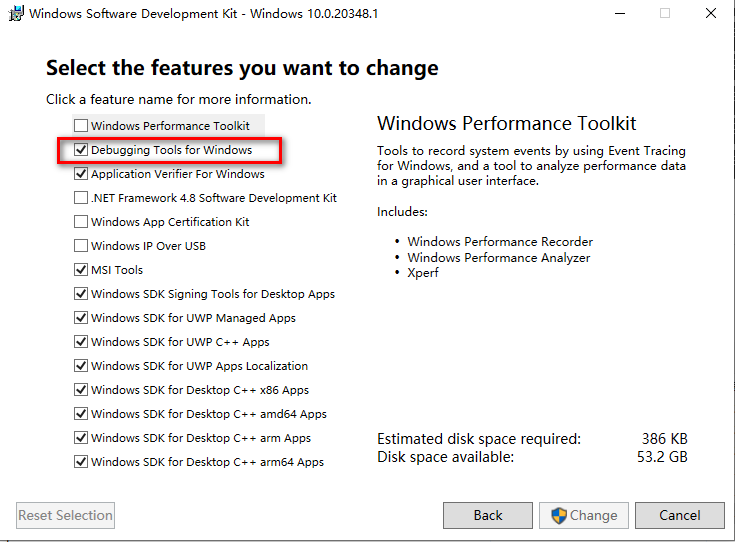 Windows Software Development Kit - Windows 10.0.20348.1
Select the features you want to change
Click a feature name for more information.
Windows Performance Toolkit
Debugging Tools for Windows
Application Verifier For Windows
.NET Framework 4.8 Software Development Kit
Windows App Certification Kit
Windows IP Over USB
MSI Tools
Windows SDK Signing Tools for Desktop Apps
Windows SDK for UWP Managed Apps
Windows SDK for UWP C++ Apps
Windows SDK for UWP Apps Localization
Windows SDK for Desktop C++ x86 Apps
Windows SDK for Desktop C++ amd64 Apps
Windows SDK for Desktop C++ arm Apps
Windows SDK for Desktop C++ arm64 Apps
Windows Performance Toolkit
Tools to record system events by using Event Tracing
for Windows, and a tool to analyze performance data
in a graphical user interface.
Includes:
• Windows Performance Recorder
• Windows Performance Analyzer
• Xperf
Estimated disk space required: 386 KB
Disk space available: 53.2 GB
Reset Selection
Back
Change
Cancel